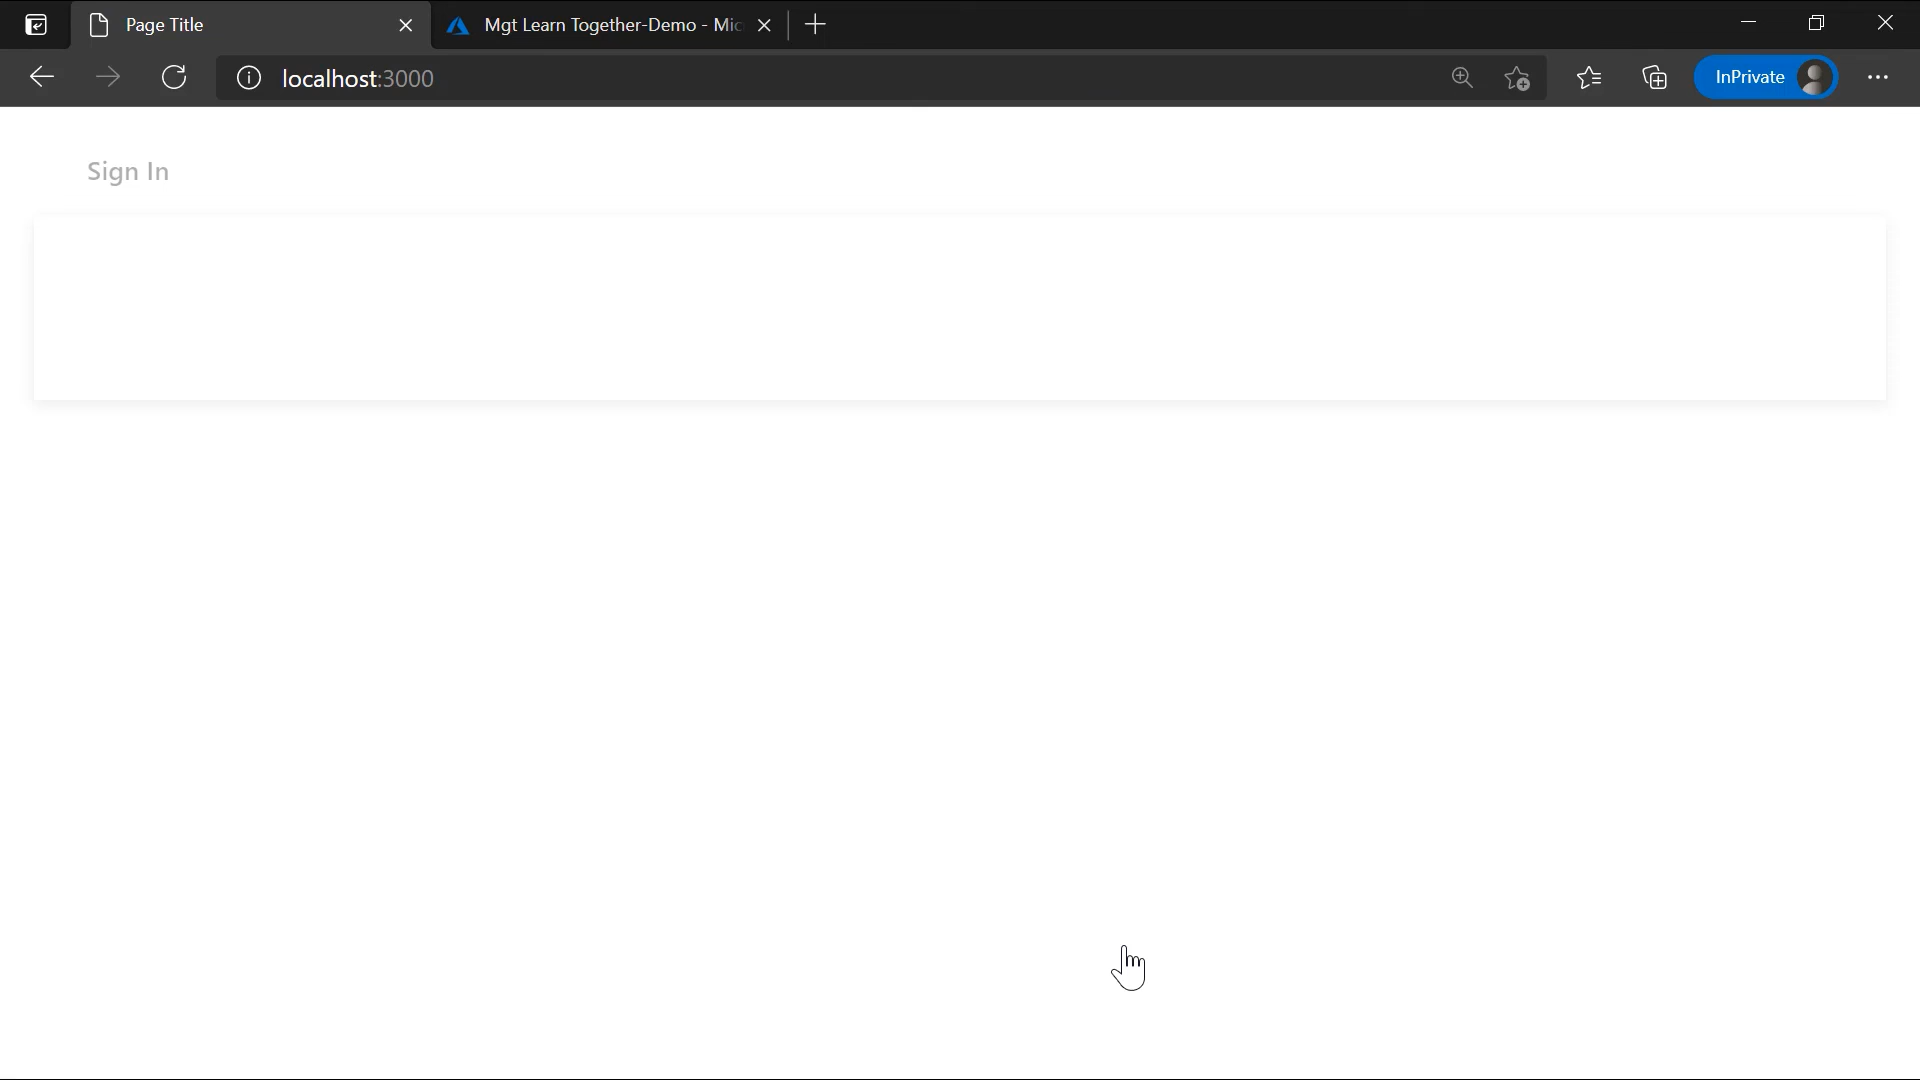 Page Title
Mgt Learn Together-Demo - Mic
localhost:3000
InPrivate
Sign In